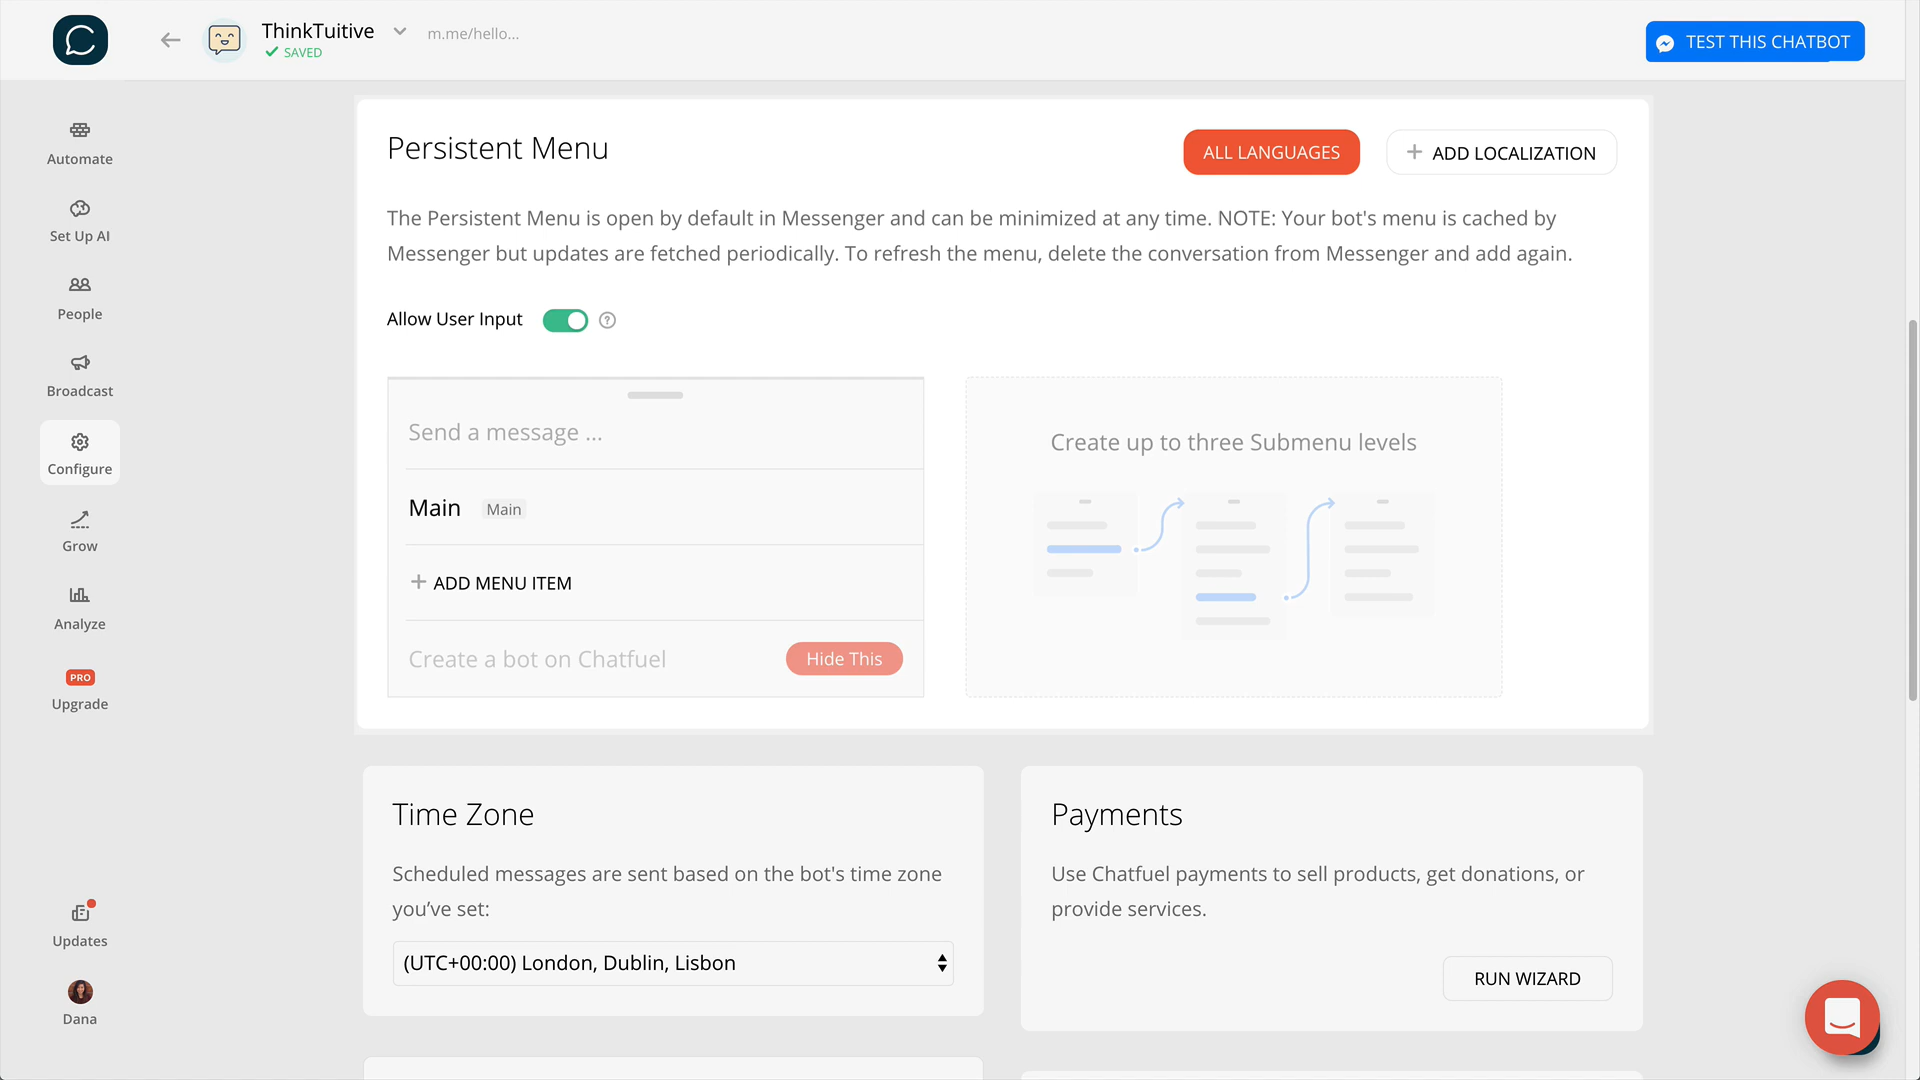 ThinkTuitive
m.me/hello...
SAVED
TEST THIS CHATBOT
Automate
Set Up AI
People
Broadcast
Configure
Grow
Analyze
PRO
Upgrade
Updates
Dana
Persistent Menu
ALL LANGUAGES
+ ADD LOCALIZATION
The Persistent Menu is open by default in Messenger and can be minimized at any time. NOTE: Your bot's menu is cached by
Messenger but updates are fetched periodically. To refresh the menu, delete the conversation from Messenger and add again.
Allow User Input
?
Send a message ...
Main Main
+ ADD MENU ITEM
Create a bot on Chatfuel
Hide This
Create up to three Submenu levels
Time Zone
Scheduled messages are sent based on the bot's time zone
you’ve set:
(UTC+00:00) London, Dublin, Lisbon
Payments
Use Chatfuel payments to sell products, get donations, or
provide services.
RUN WIZARD